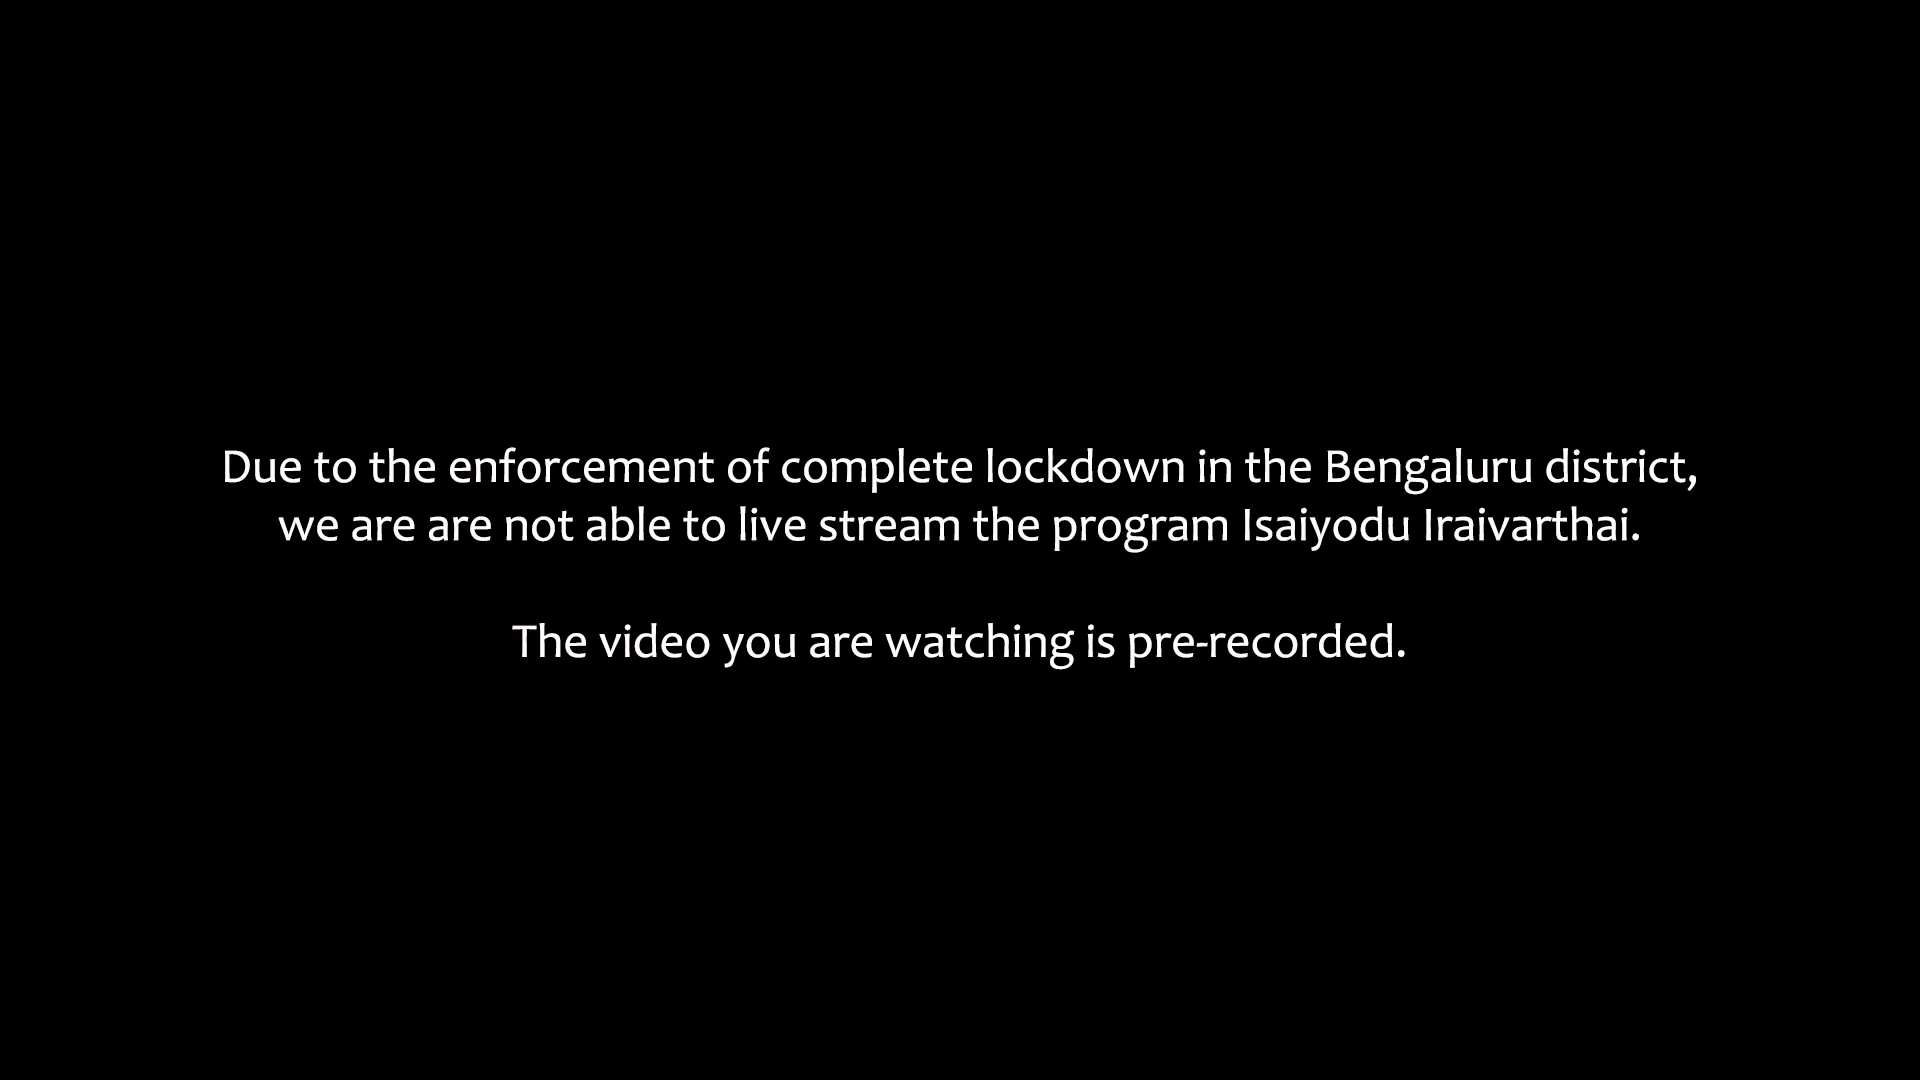 Due to the enforcement of complete lockdown in the Bengaluru district,
we are are not able to live stream the program Isaiyodu Iraivarthai.
The video you are watching is pre-recorded.